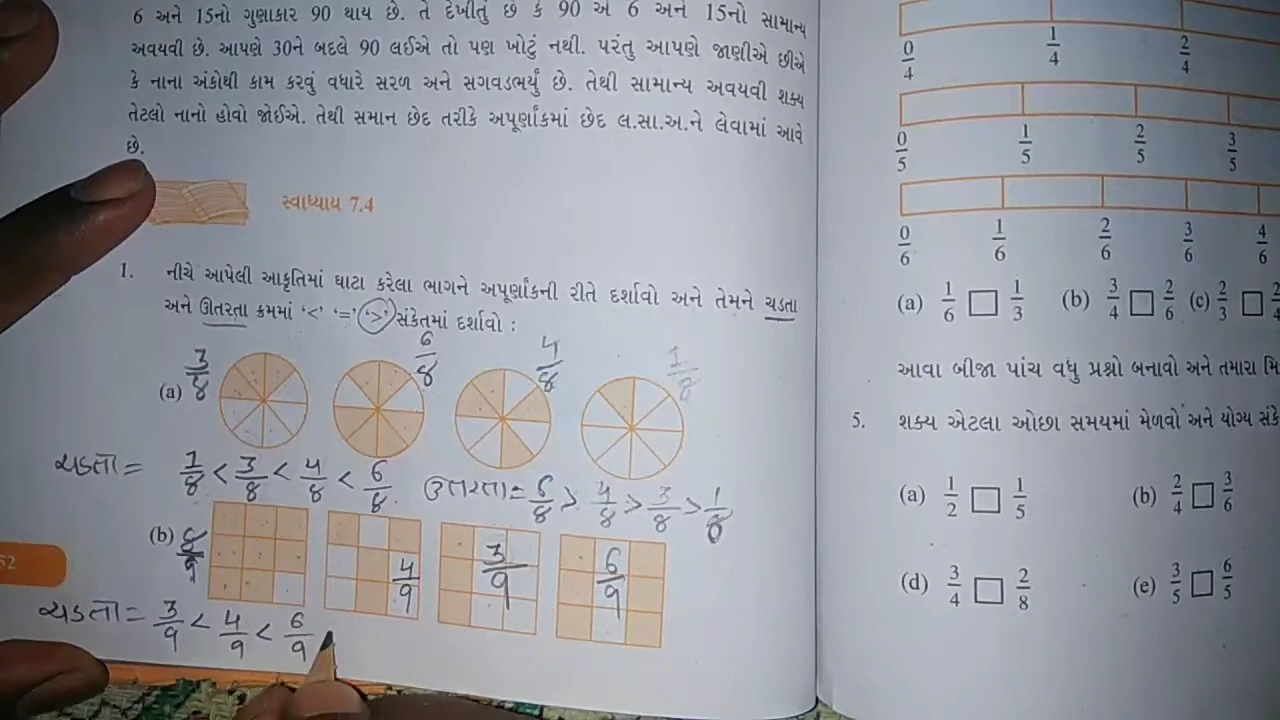 6 અને 15નો ગુણાકાર 90 થાય છે. તે દેખીતું છે કે 90 એ 6 અને 15નો સામાન્ય
અવયવી છે. આપણે 30ને બદલે 90 લઈએ તો પણ ખોટું નથી. પરંતુ આપણે જાણીએ છીએ
કે નાના અંકોથી કામ કરવું વધારે સરળ અને સગવડભર્યું છે. તેથી સામાન્ય અવયવી શક્ય
તેટલો નાનો હોવો જોઈએ. તેથી સમાન છેદ તરીકે અપૂર્ણાંકમાં છેદ લ.સા.અ.ને લેવામાં આવે
છે.
સ્વાધ્યાય 7.4
1. નીચે આપેલી આકૃતિમાં ઘાટા કરેલા ભાગને અપૂર્ણાંકની રીતે દર્શાવો અને તેમને ચડતા
અને ઊતરતા ક્રમમાં ‘<’ ‘=’ ‘>’ સંકેતમાં દર્શાવો :
(a) 3/8 6/8 4/8 1/8
ચડતા = 1/8 < 3/8 < 4/8 < 6/8 ઉતરતા = 6/8 > 4/8 > 3/8 > 1/8
(b) 8/9 4/9 3/9 6/9
ચડતા = 3/9 < 4/9 < 6/9
52
0/4 1/4 2/4
0/5 1/5 2/5 3/5
0/6 1/6 2/6 3/6 4/6
(a) 1/6 □ 1/3 (b) 3/4 □ 2/6 (c) 2/3 □ 2/4
આવા બીજા પાંચ વધુ પ્રશ્નો બનાવો અને તમારા
5. શક્ય એટલા ઓછા સમયમાં મેળવો અને યોગ્ય
(a) 1/2 □ 1/5 (b) 2/4 □ 3/6
(d) 3/4 □ 2/8 (e) 3/5 □ 6/5